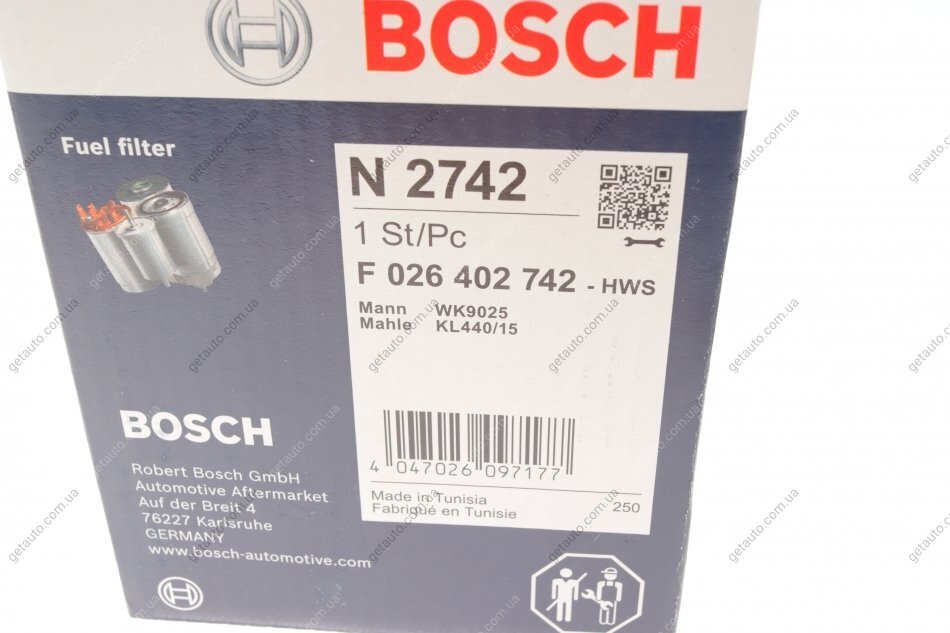 BOSCH
Fuel filter
N 2742
1 St/Pc
F 026 402 742 - HWS
Mann WK9025
Mahle KL440/15
4 047026 097177
Made in Tunisia
Fabriqué en Tunisie
250
BOSCH
Robert Bosch GmbH
Automotive Aftermarket
Auf der Breit 4
76227 Karlsruhe
GERMANY
www.bosch-automotive.com
getauto.com.ua